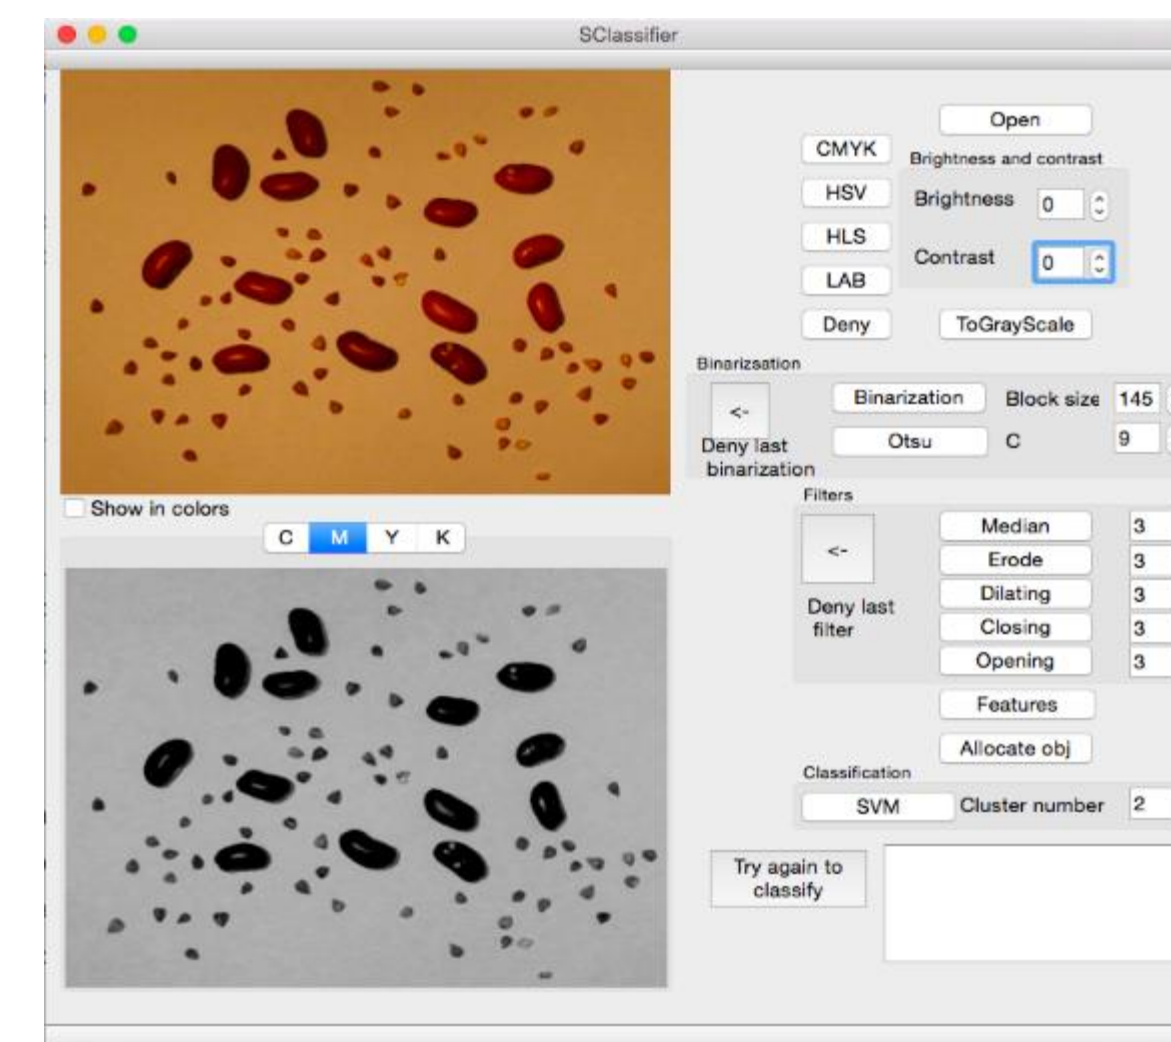 SClassifier
Open
CMYK
Brightness and contrast
HSV
Brightness 0
HLS
Contrast 0
LAB
Deny
ToGrayScale
Binarizsation
<-
Binarization
Block size 145
Deny last
binarization
Otsu
C 9
Show in colors
C M Y K
Filters
<-
Deny last
filter
Median 3
Erode 3
Dilating 3
Closing 3
Opening 3
Features
Allocate obj
Classification
SVM Cluster number 2
Try again to
classify